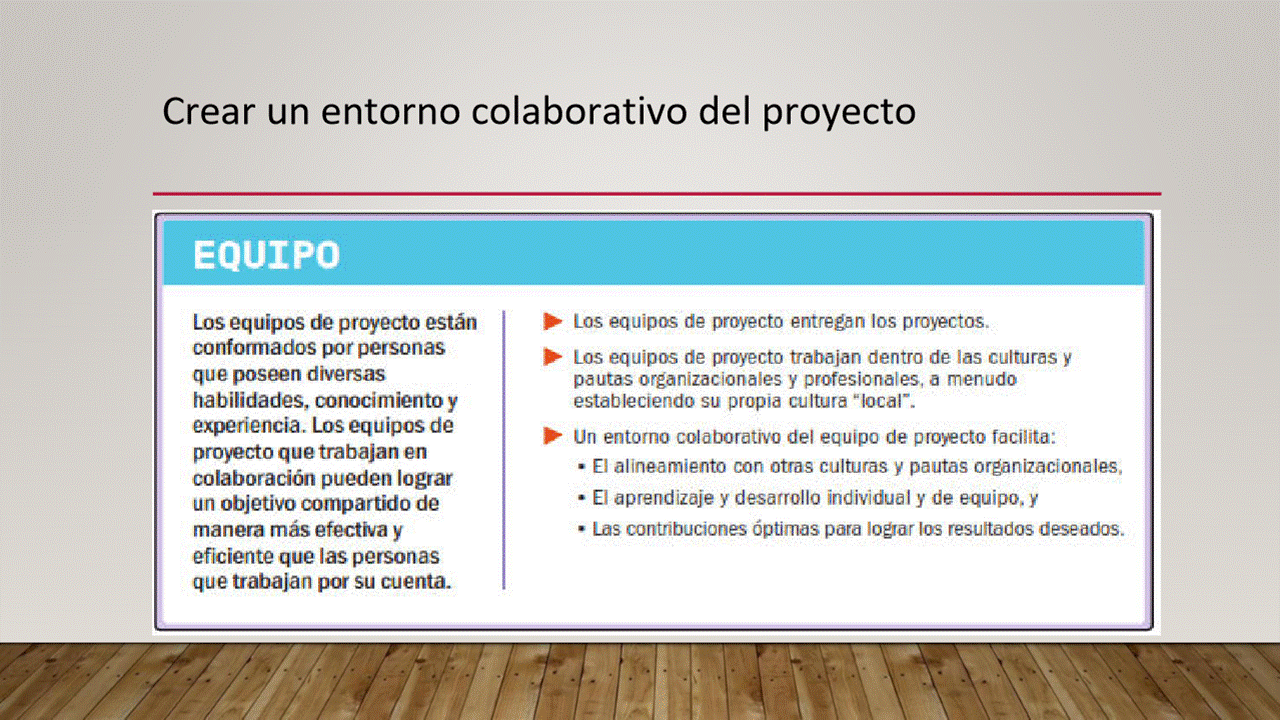 Crear un entorno colaborativo del proyecto
EQUIPO
Los equipos de proyecto están
conformados por personas
que poseen diversas
habilidades, conocimiento y
experiencia. Los equipos de
proyecto que trabajan en
colaboración pueden lograr
un objetivo compartido de
manera más efectiva y
eficiente que las personas
que trabajan por su cuenta.
Los equipos de proyecto entregan los proyectos.
Los equipos de proyecto trabajan dentro de las culturas y
pautas organizacionales y profesionales, a menudo
estableciendo su propia cultura “local”.
Un entorno colaborativo del equipo de proyecto facilita:
▪ El alineamiento con otras culturas y pautas organizacionales,
▪ El aprendizaje y desarrollo individual y de equipo, y
▪ Las contribuciones óptimas para lograr los resultados deseados.